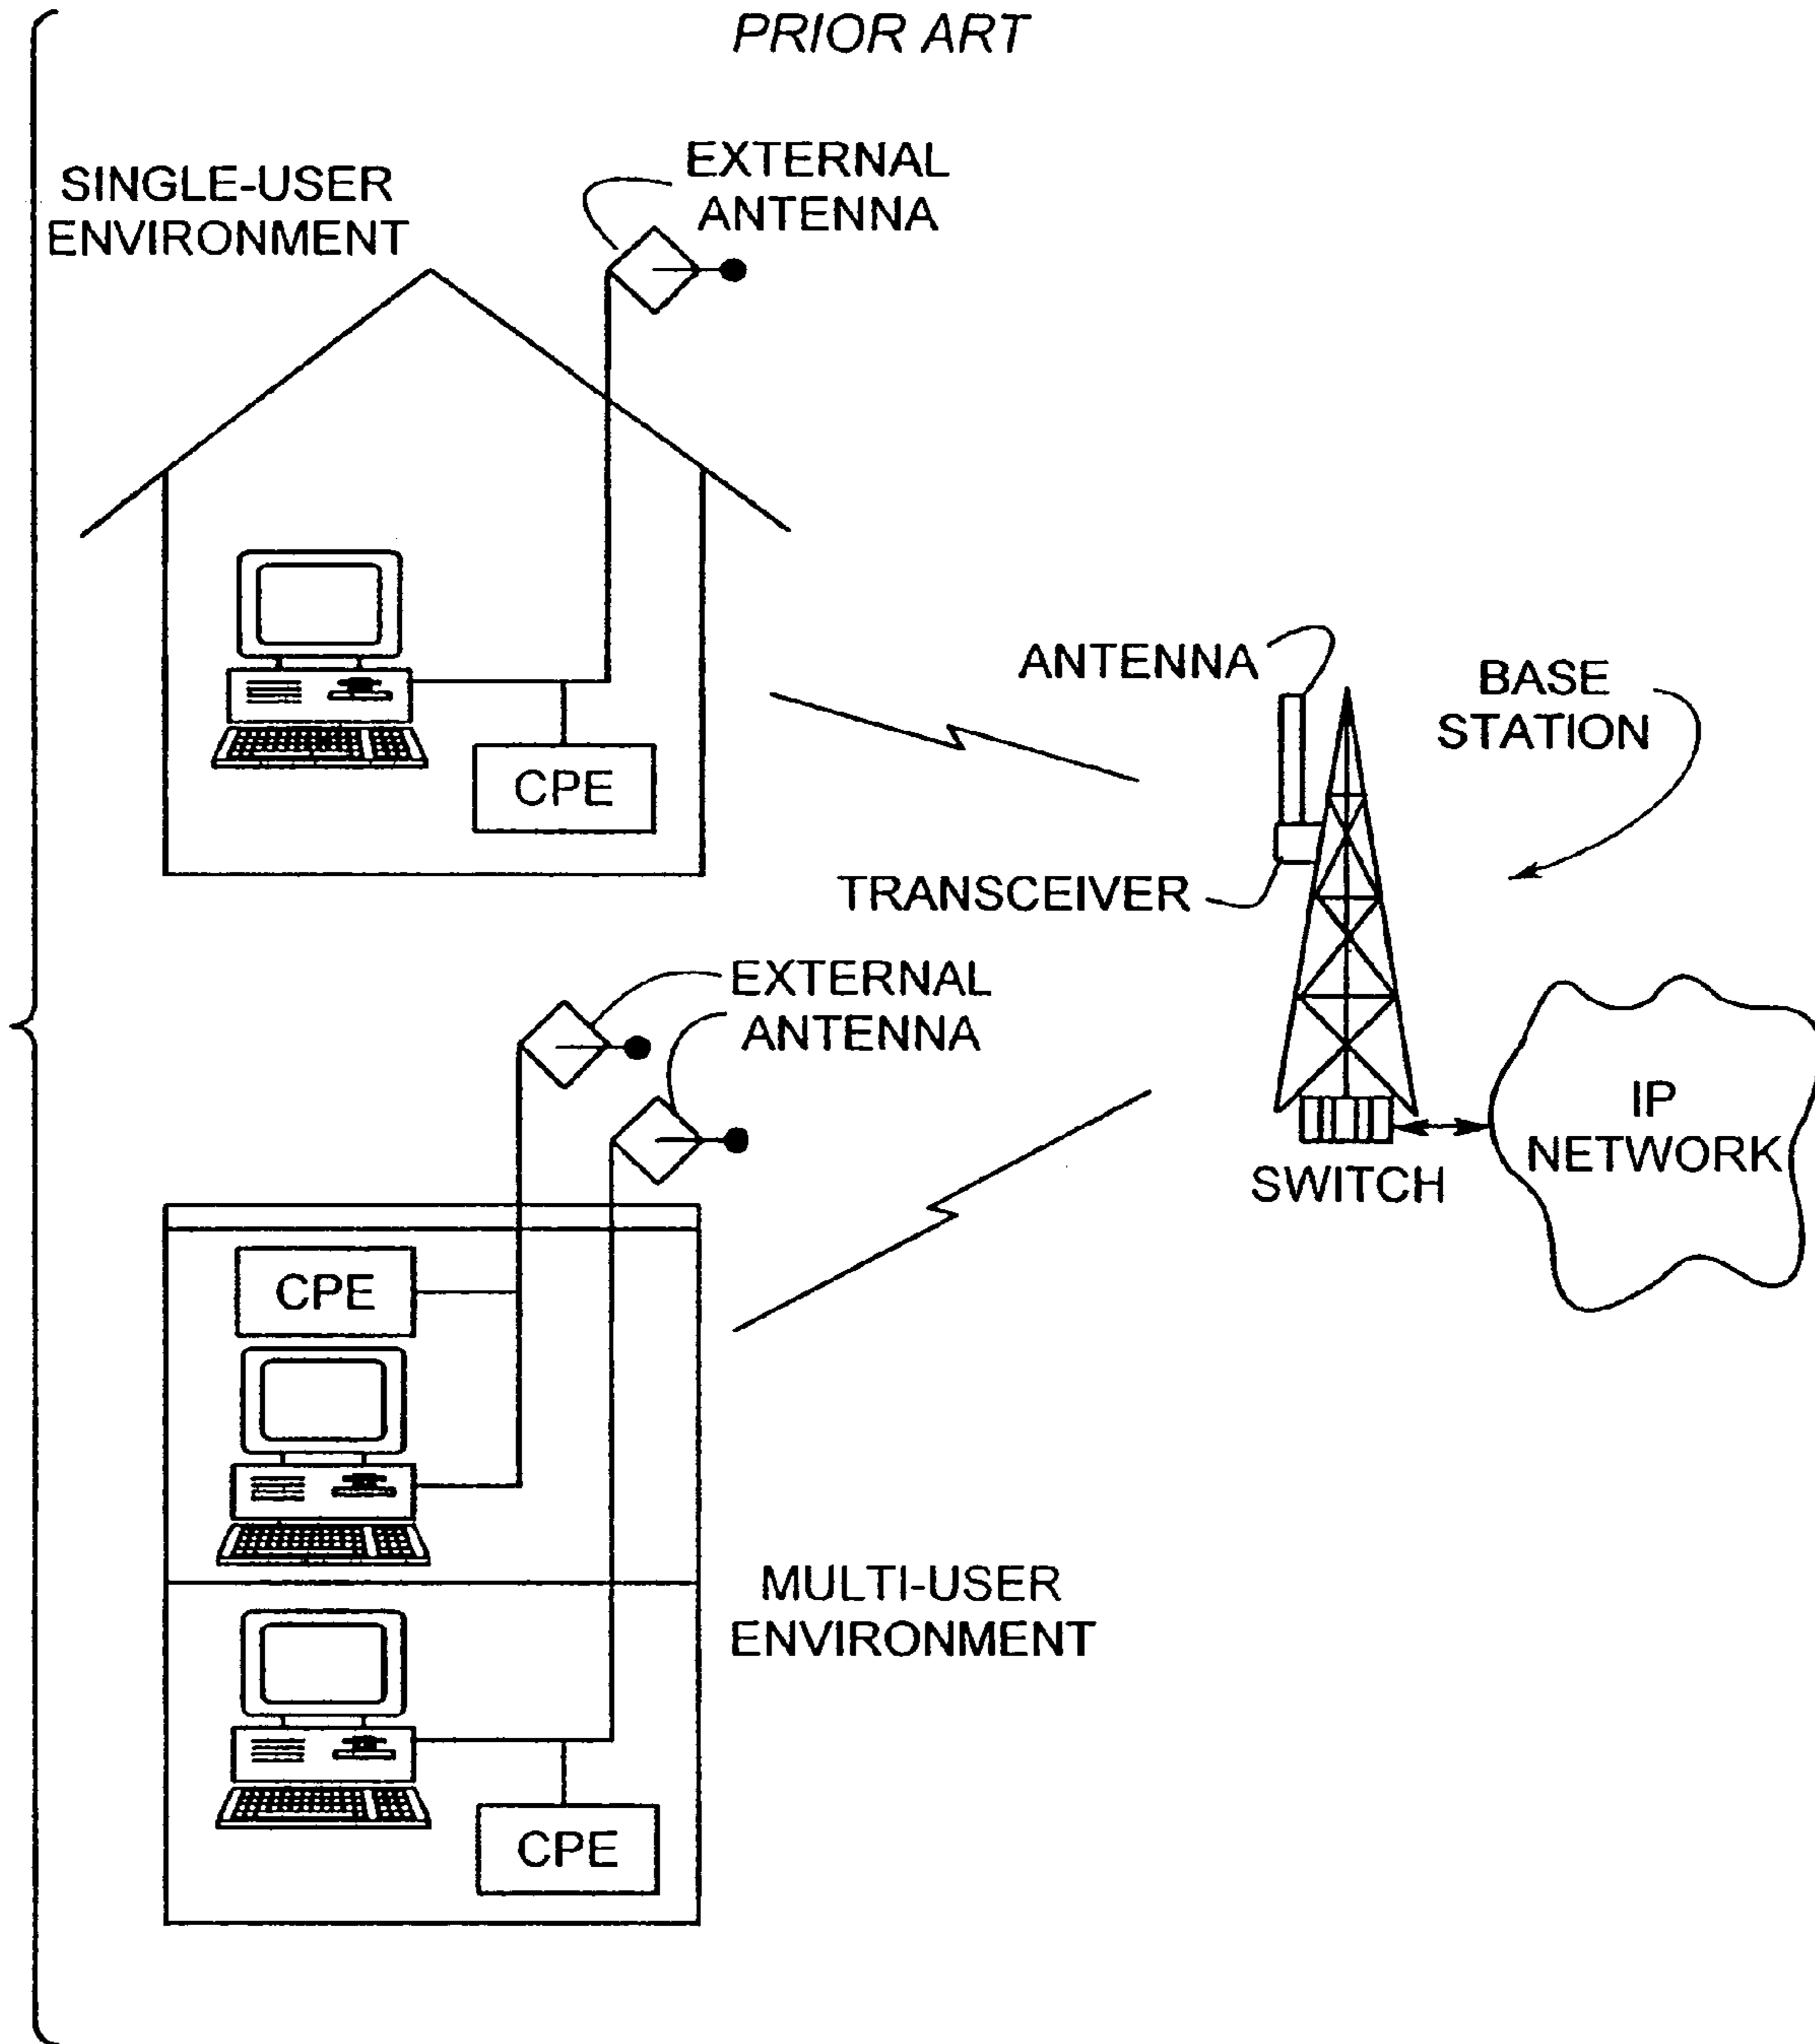 PRIOR ART
SINGLE-USER
ENVIRONMENT
EXTERNAL
ANTENNA
CPE
ANTENNA
BASE
STATION
TRANSCEIVER
EXTERNAL
ANTENNA
IP
NETWORK
SWITCH
CPE
MULTI-USER
ENVIRONMENT
CPE